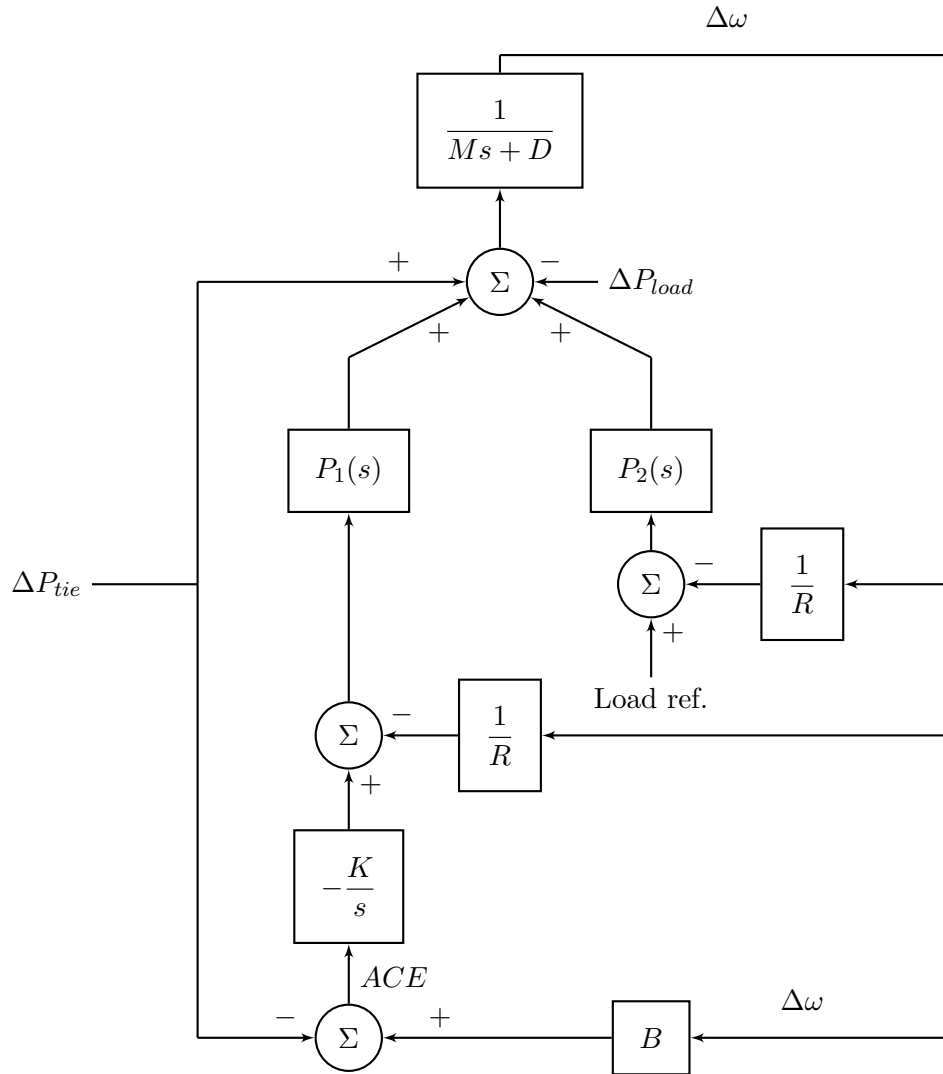 Δω
1
Ms + D
+
−
Σ
ΔP_load
+
+
P_1(s)
P_2(s)
ΔP_tie
Σ
−
1
R
+
Load ref.
Σ
−
1
R
+
−K
s
ACE
−
Σ
+
B
Δω